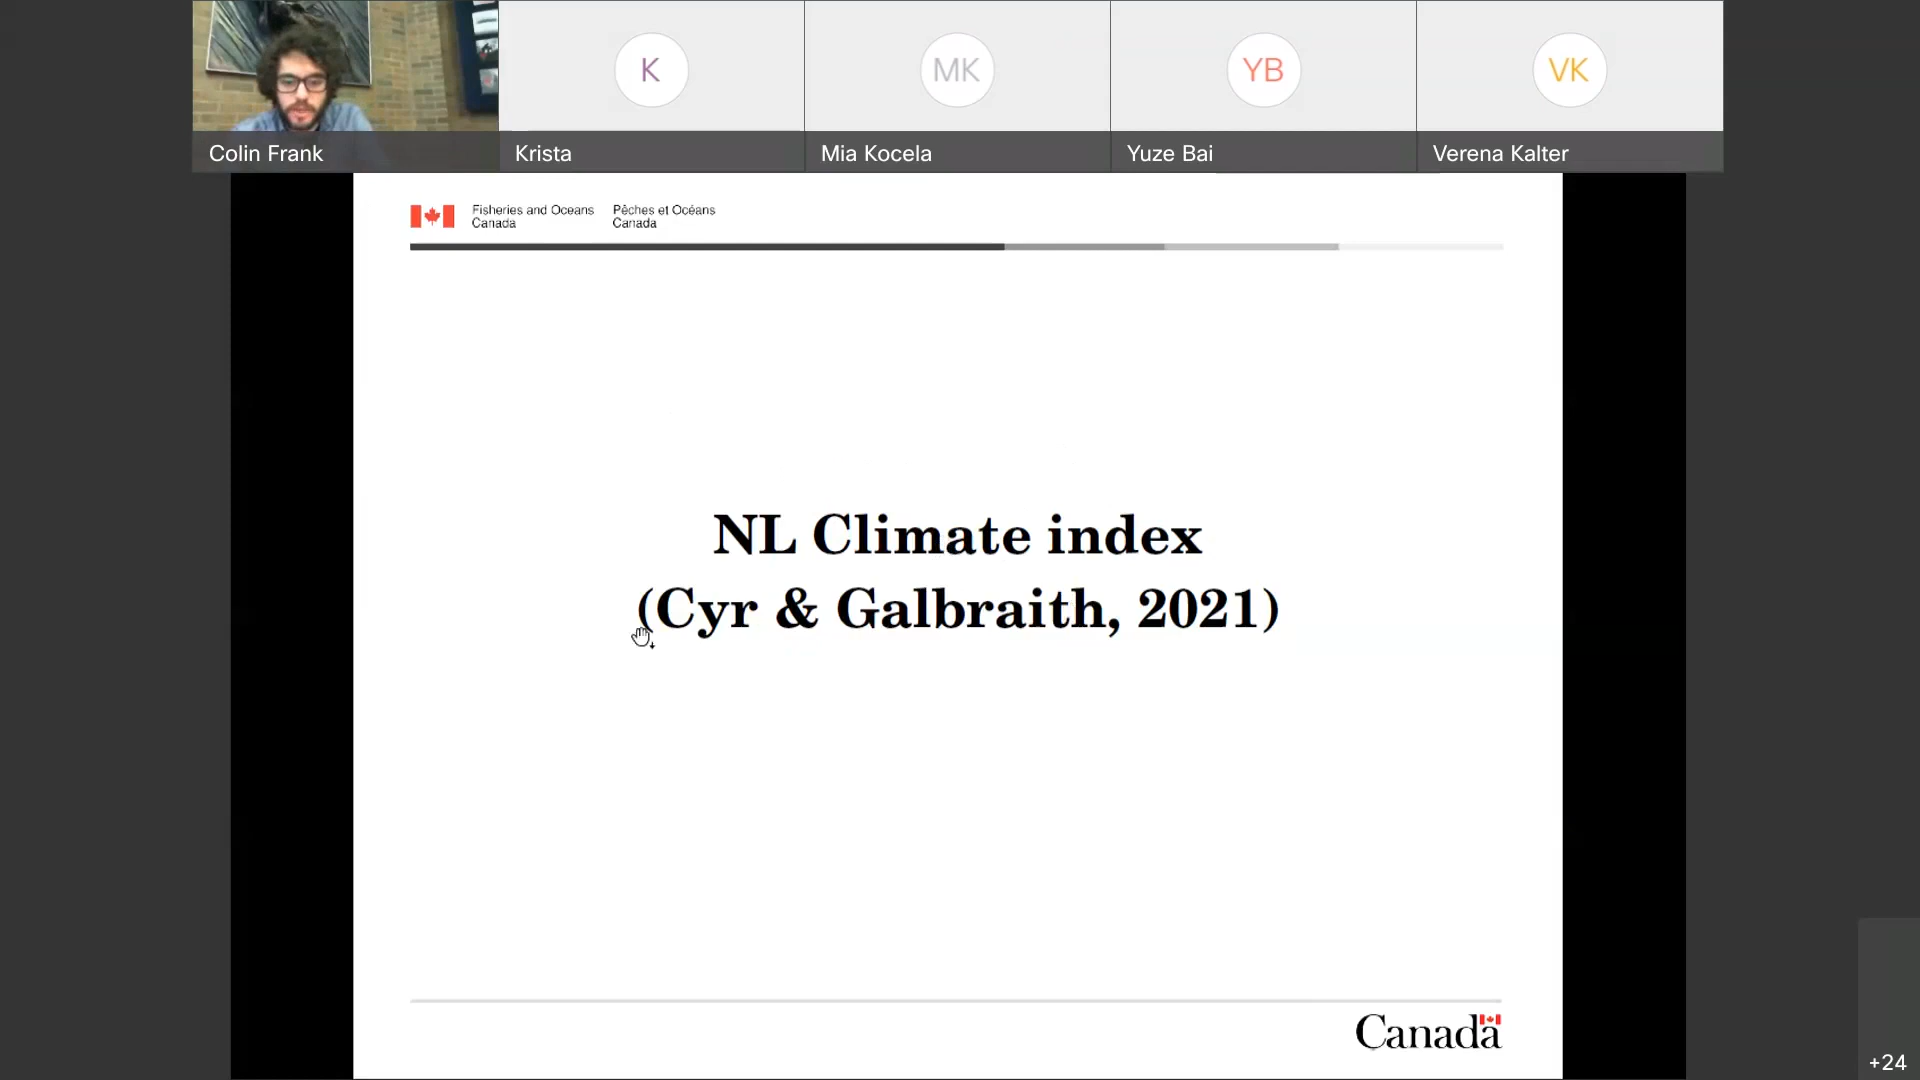 K
MK
YB
VK
Colin Frank
Krista
Mia Kocela
Yuze Bai
Verena Kalter
Fisheries and Oceans
Canada
Pêches et Océans
Canada
NL Climate index
(Cyr & Galbraith, 2021)
Canada
+24